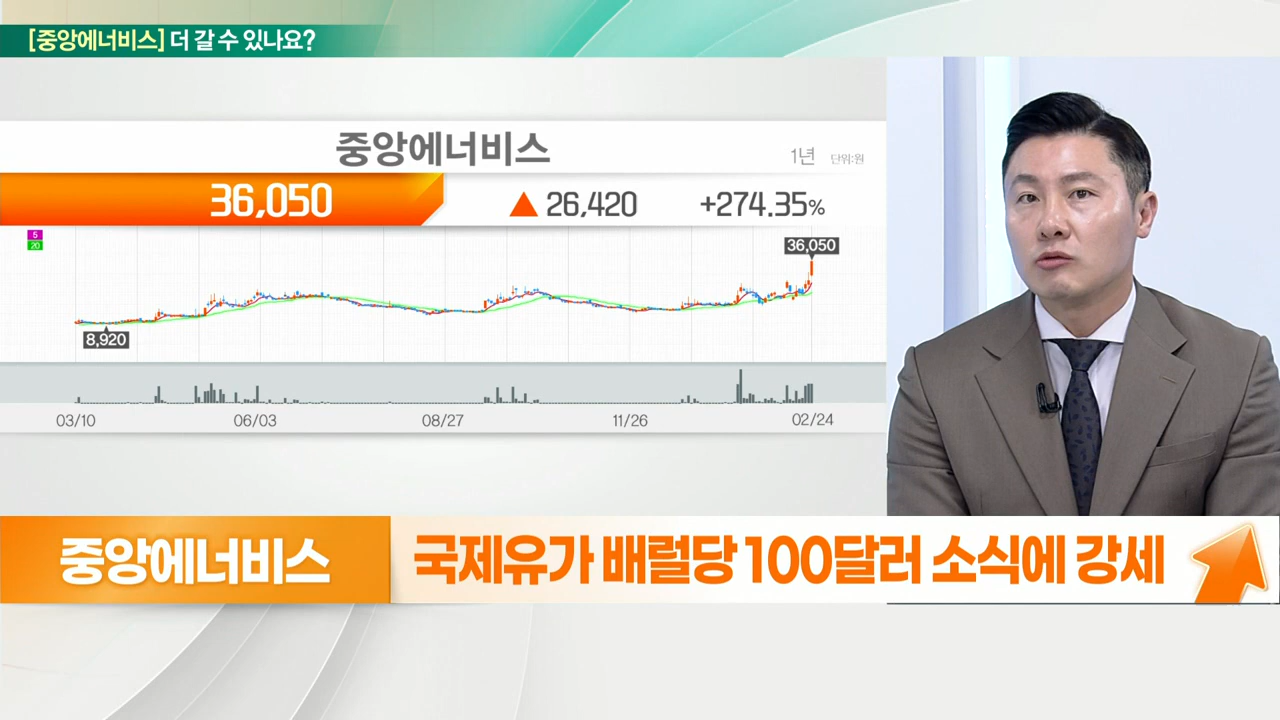 [중앙에너비스] 더 갈 수 있나요?
중앙에너비스
1년 단위:원
36,050 ▲ 26,420 +274.35%
5
20
36,050
8,920
03/10 06/03 08/27 11/26 02/24
중앙에너비스 국제유가 배럴당 100달러 소식에 강세